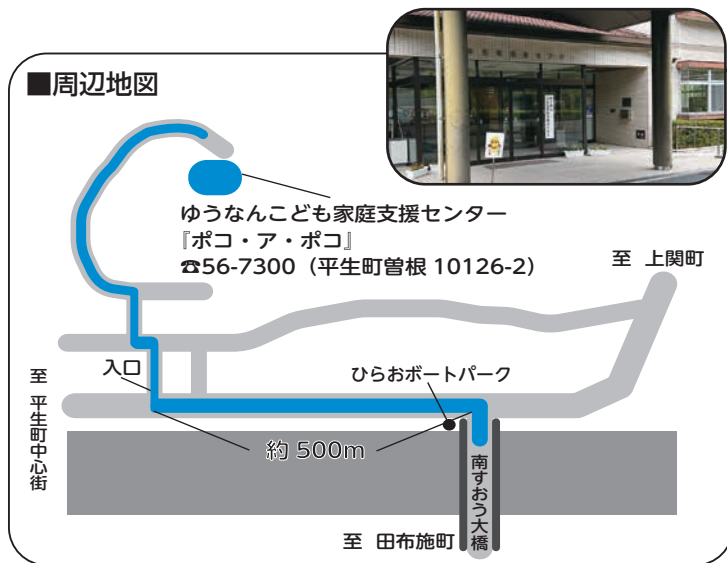 ■周辺地図
ゆうなんこども家庭支援センター
『ポコ・ア・ポコ』
☎56-7300（平生町曽根 10126-2）
至 上関町
入口
ひらおボートパーク
至 平生町中心街
約 500m
南すおう大橋
至 田布施町